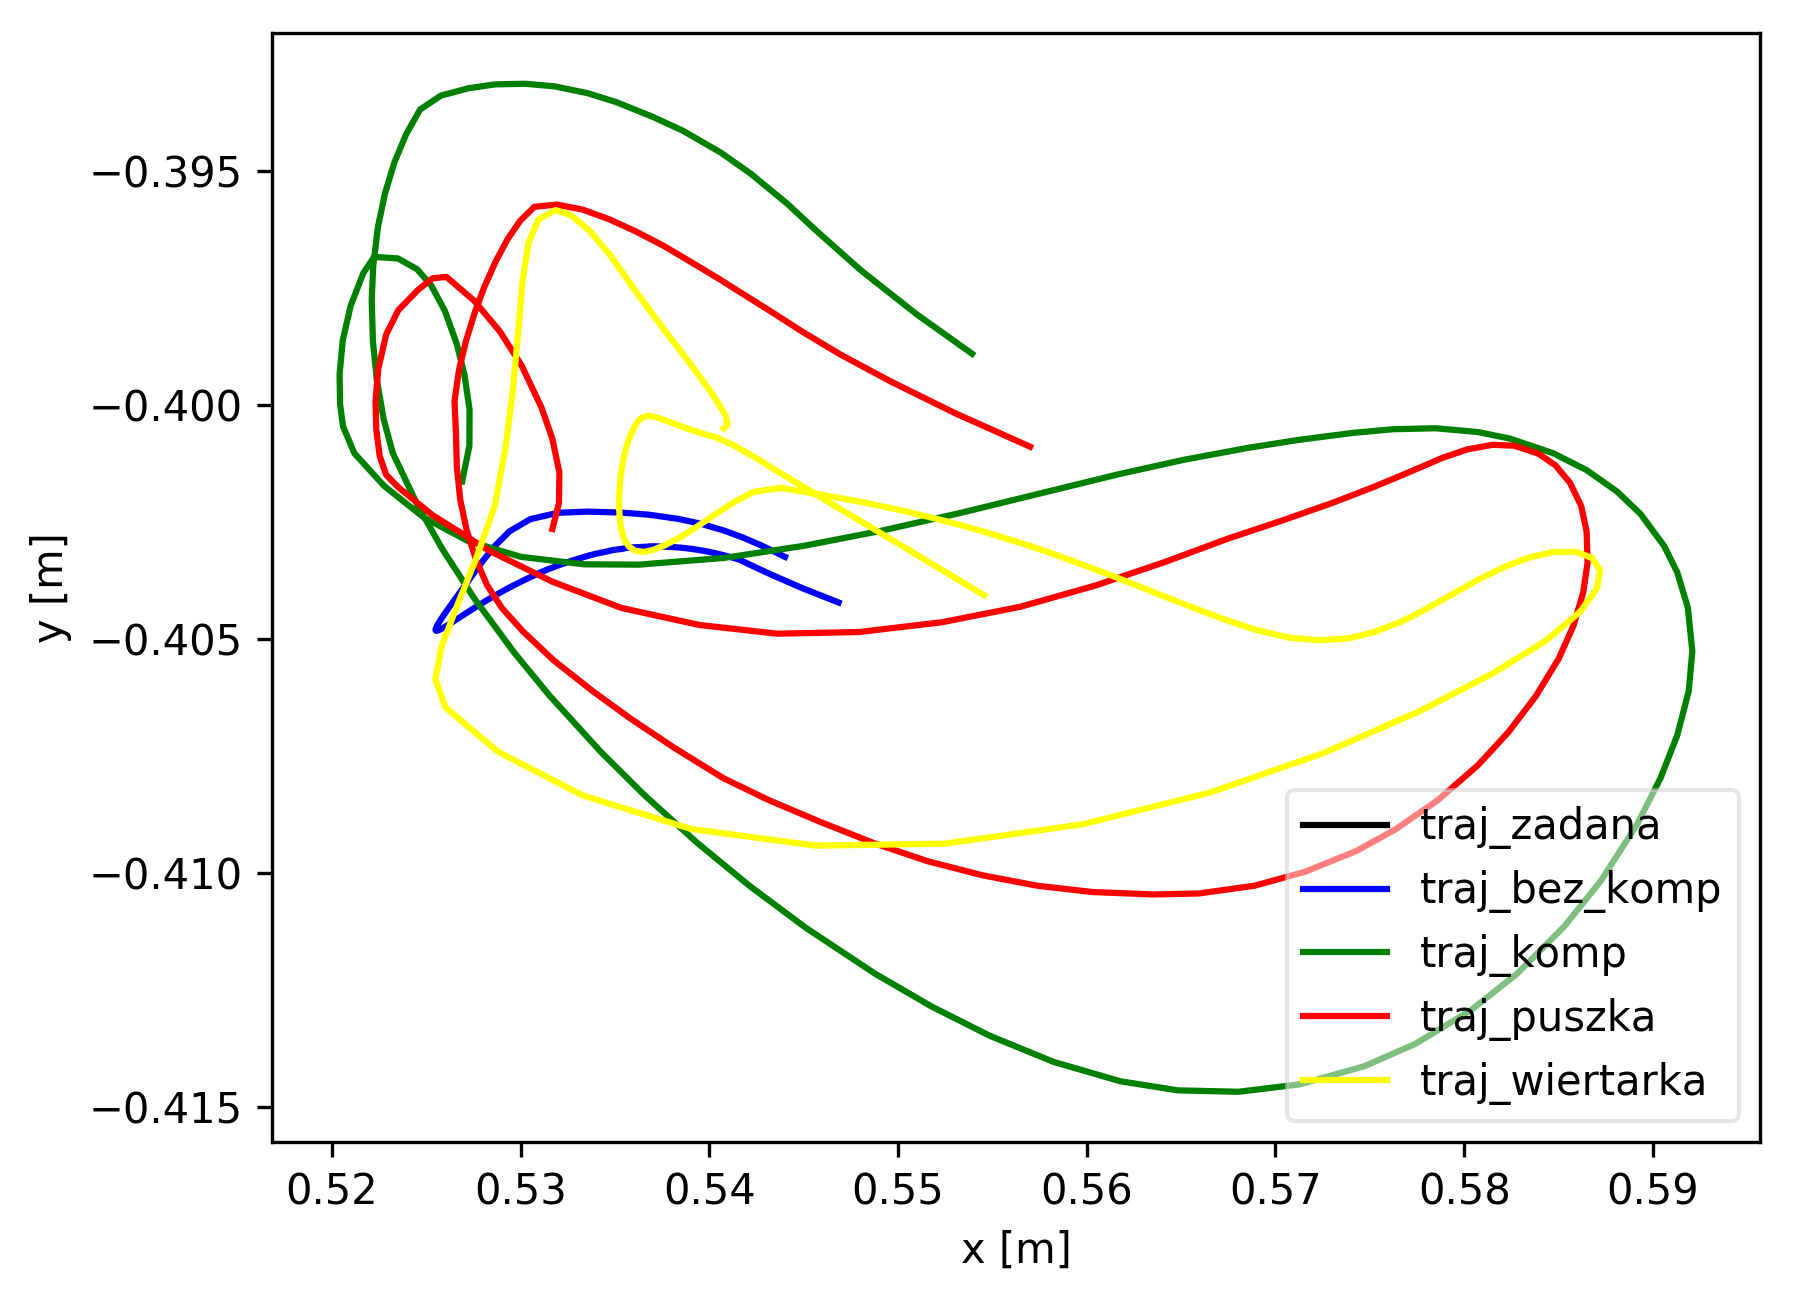 −0.395
−0.400
−0.405
−0.410
−0.415
y [m]
0.52 0.53 0.54 0.55 0.56 0.57 0.58 0.59
x [m]
traj_zadana
traj_bez_komp
traj_komp
traj_puszka
traj_wiertarka